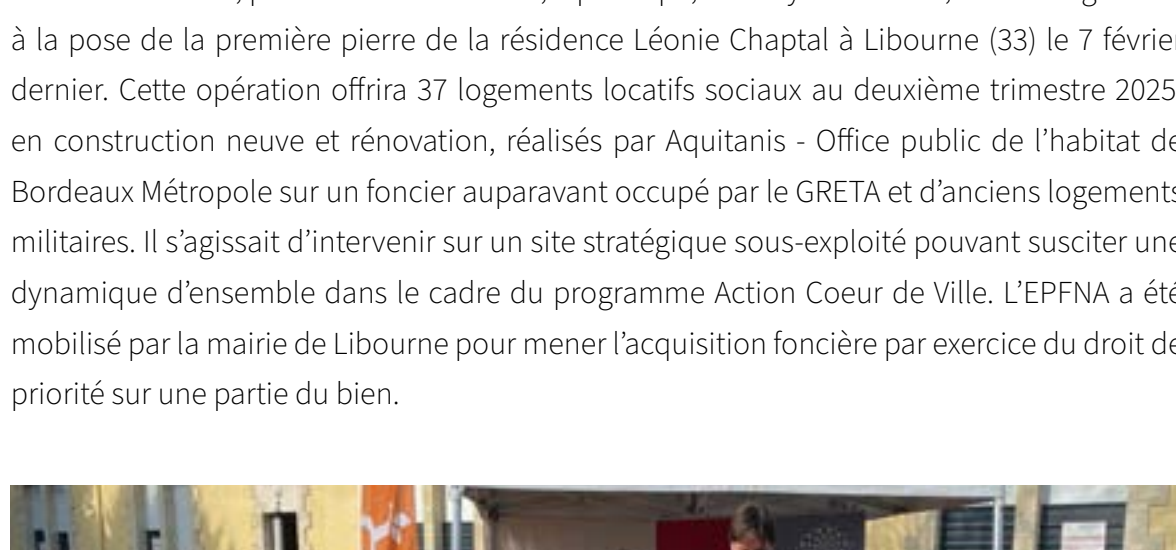 à la pose de la première pierre de la résidence Léonie Chaptal à Libourne (33) le 7 février
dernier. Cette opération offrira 37 logements locatifs sociaux au deuxième trimestre 2025
en construction neuve et rénovation, réalisés par Aquitanis - Office public de l’habitat de
Bordeaux Métropole sur un foncier auparavant occupé par le GRETA et d’anciens logements
militaires. Il s’agissait d’intervenir sur un site stratégique sous-exploité pouvant susciter une
dynamique d’ensemble dans le cadre du programme Action Coeur de Ville. L’EPFNA a été
mobilisé par la mairie de Libourne pour mener l’acquisition foncière par exercice du droit de
priorité sur une partie du bien.